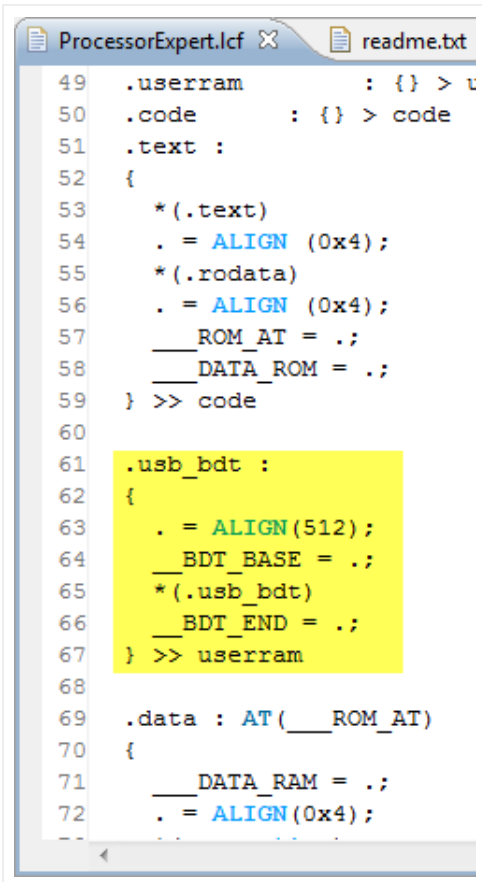 ProcessorExpert.lcf readme.txt
49 .userram : {} > u
50 .code : {} > code
51 .text :
52 {
53 *(.text)
54 . = ALIGN (0x4);
55 *(.rodata)
56 . = ALIGN (0x4);
57 ___ROM_AT = .;
58 ___DATA_ROM = .;
59 } >> code
60
61 .usb_bdt :
62 {
63 . = ALIGN(512);
64 __BDT_BASE = .;
65 *(.usb_bdt)
66 __BDT_END = .;
67 } >> userram
68
69 .data : AT(___ROM_AT)
70 {
71 ___DATA_RAM = .;
72 . = ALIGN(0x4);